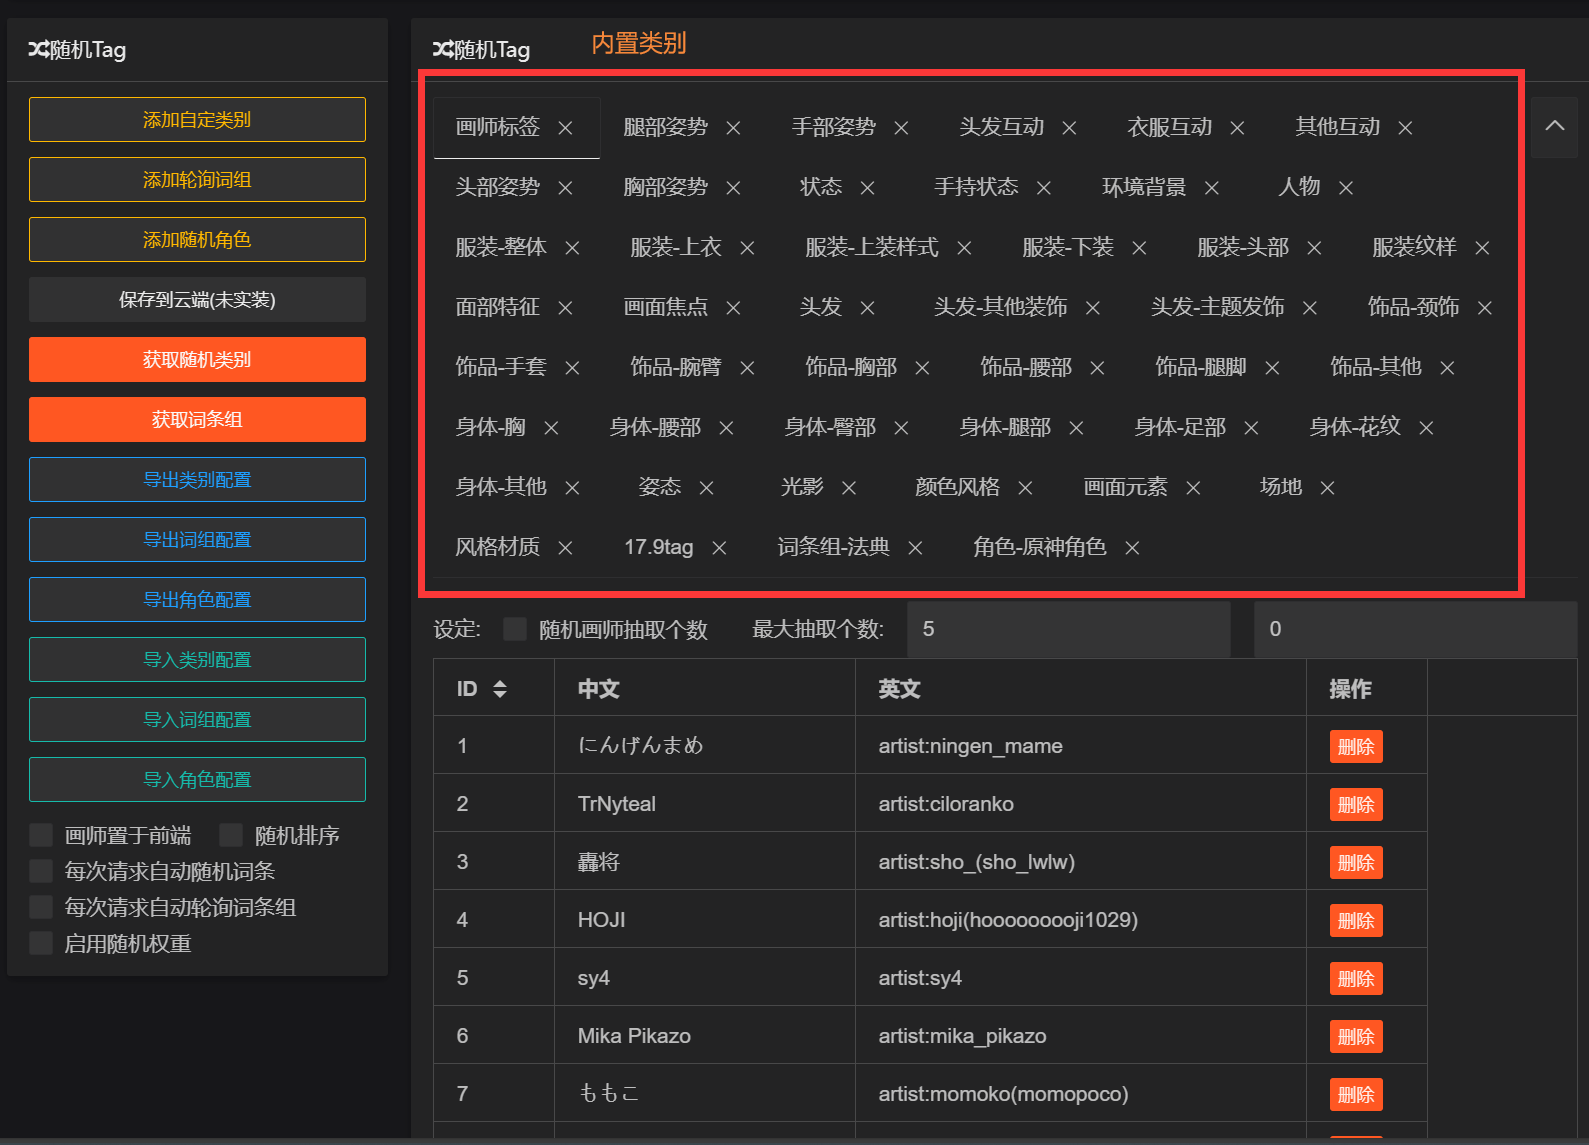 随机Tag
添加自定类别
添加轮询词组
添加随机角色
保存到云端(未实装)
获取随机类别
获取词条组
导出类别配置
导出词组配置
导出角色配置
导入类别配置
导入词组配置
导入角色配置
画师置于前端 随机排序
每次请求自动随机词条
每次请求自动轮询词条组
启用随机权重
随机Tag 内置类别
画师标签 腿部姿势 手部姿势 头发互动 衣服互动 其他互动
头部姿势 胸部姿势 状态 手持状态 环境背景 人物
服装-整体 服装-上衣 服装-上装样式 服装-下装 服装-头部 服装纹样
面部特征 画面焦点 头发 头发-其他装饰 头发-主题发饰 饰品-颈饰
饰品-手套 饰品-腕臂 饰品-胸部 饰品-腰部 饰品-腿脚 饰品-其他
身体-胸 身体-腰部 身体-臀部 身体-腿部 身体-足部 身体-花纹
身体-其他 姿态 光影 颜色风格 画面元素 场地
风格材质 17.9tag 词条组-法典 角色-原神角色
设定: 随机画师抽取个数 最大抽取个数: 5 0
ID 中文 英文 操作
1 にんげんまめ artist:ningen_mame 删除
2 TrNyteal artist:ciloranko 删除
3 轟将 artist:sho_(sho_lwlw) 删除
4 HOJI artist:hoji(hooooooooji1029) 删除
5 sy4 artist:sy4 删除
6 Mika Pikazo artist:mika_pikazo 删除
7 ももこ artist:momoko(momopoco) 删除